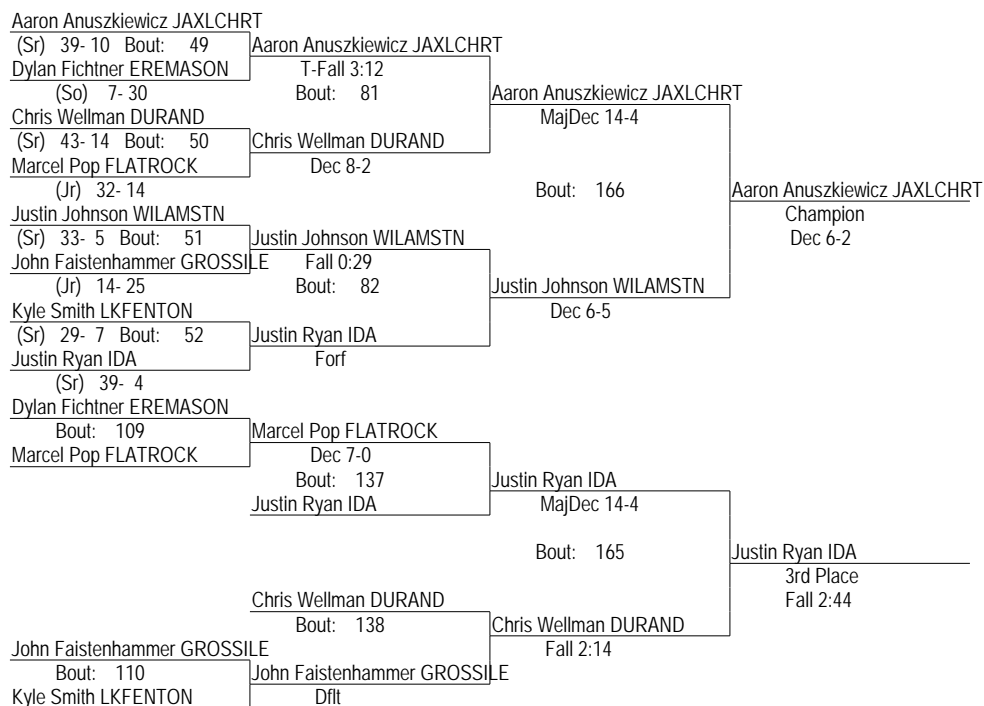 Aaron Anuszkiewicz JAXLCHRT
(Sr) 39- 10 Bout: 49
Aaron Anuszkiewicz JAXLCHRT
Dylan Fichtner EREMASON
T-Fall 3:12
(So) 7- 30
Bout: 81
Aaron Anuszkiewicz JAXLCHRT
Chris Wellman DURAND
MajDec 14-4
(Sr) 43- 14 Bout: 50
Chris Wellman DURAND
Marcel Pop FLATROCK
Dec 8-2
(Jr) 32- 14
Bout: 166
Aaron Anuszkiewicz JAXLCHRT
Justin Johnson WILAMSTN
Champion
(Sr) 33- 5 Bout: 51
Justin Johnson WILAMSTN
Dec 6-2
John Faistenhammer GROSSILE
Fall 0:29
(Jr) 14- 25
Bout: 82
Justin Johnson WILAMSTN
Kyle Smith LKFENTON
Dec 6-5
(Sr) 29- 7 Bout: 52
Justin Ryan IDA
Justin Ryan IDA
Forf
(Sr) 39- 4
Dylan Fichtner EREMASON
Bout: 109
Marcel Pop FLATROCK
Marcel Pop FLATROCK
Dec 7-0
Bout: 137
Justin Ryan IDA
Justin Ryan IDA
MajDec 14-4
Bout: 165
Justin Ryan IDA
3rd Place
Chris Wellman DURAND
Fall 2:44
Bout: 138
Chris Wellman DURAND
John Faistenhammer GROSSILE
Fall 2:14
Bout: 110
John Faistenhammer GROSSILE
Kyle Smith LKFENTON
Dflt